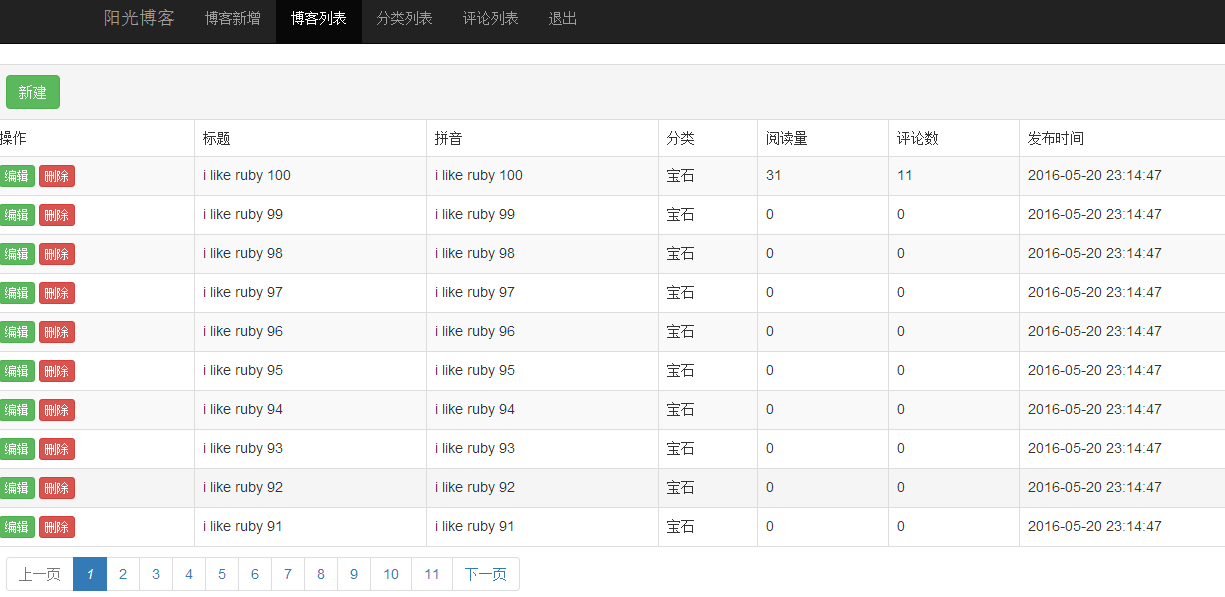 阳光博客 博客新增 博客列表 分类列表 评论列表 退出
新建
操作 标题 拼音 分类 阅读量 评论数 发布时间
编辑 删除 i like ruby 100 i like ruby 100 宝石 31 11 2016-05-20 23:14:47
编辑 删除 i like ruby 99 i like ruby 99 宝石 0 0 2016-05-20 23:14:47
编辑 删除 i like ruby 98 i like ruby 98 宝石 0 0 2016-05-20 23:14:47
编辑 删除 i like ruby 97 i like ruby 97 宝石 0 0 2016-05-20 23:14:47
编辑 删除 i like ruby 96 i like ruby 96 宝石 0 0 2016-05-20 23:14:47
编辑 删除 i like ruby 95 i like ruby 95 宝石 0 0 2016-05-20 23:14:47
编辑 删除 i like ruby 94 i like ruby 94 宝石 0 0 2016-05-20 23:14:47
编辑 删除 i like ruby 93 i like ruby 93 宝石 0 0 2016-05-20 23:14:47
编辑 删除 i like ruby 92 i like ruby 92 宝石 0 0 2016-05-20 23:14:47
编辑 删除 i like ruby 91 i like ruby 91 宝石 0 0 2016-05-20 23:14:47
上一页 1 2 3 4 5 6 7 8 9 10 11 下一页